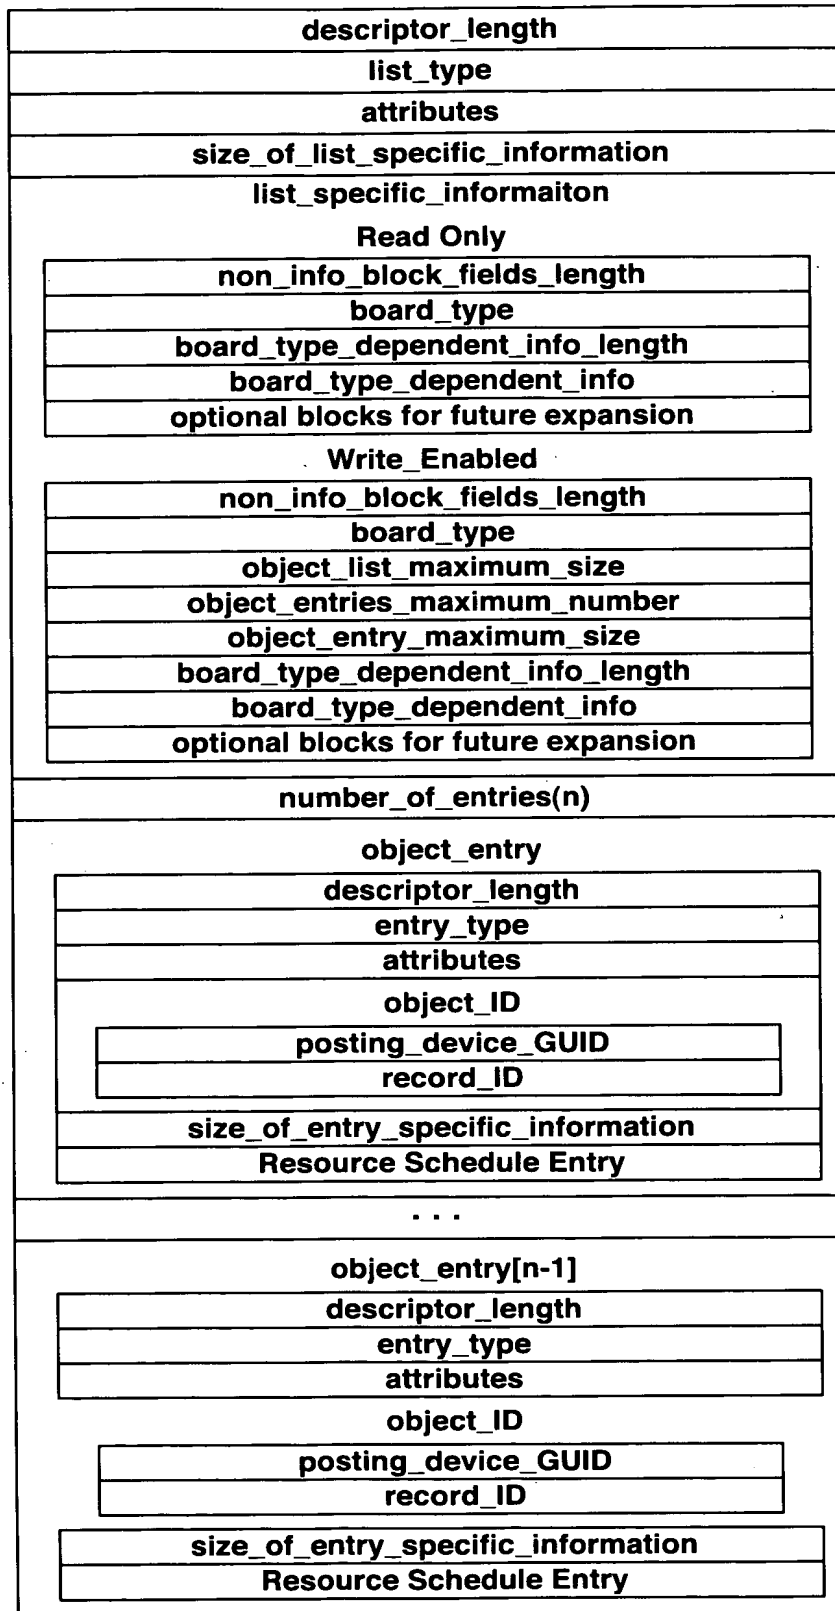 descriptor_length
list_type
attributes
size_of_list_specific_information
list_specific_informaiton
Read Only
non_info_block_fields_length
board_type
board_type_dependent_info_length
board_type_dependent_info
optional blocks for future expansion
Write_Enabled
non_info_block_fields_length
board_type
object_list_maximum_size
object_entries_maximum_number
object_entry_maximum_size
board_type_dependent_info_length
board_type_dependent_info
optional blocks for future expansion
number_of_entries(n)
object_entry
descriptor_length
entry_type
attributes
object_ID
posting_device_GUID
record_ID
size_of_entry_specific_information
Resource Schedule Entry
. . .
object_entry[n-1]
descriptor_length
entry_type
attributes
object_ID
posting_device_GUID
record_ID
size_of_entry_specific_information
Resource Schedule Entry